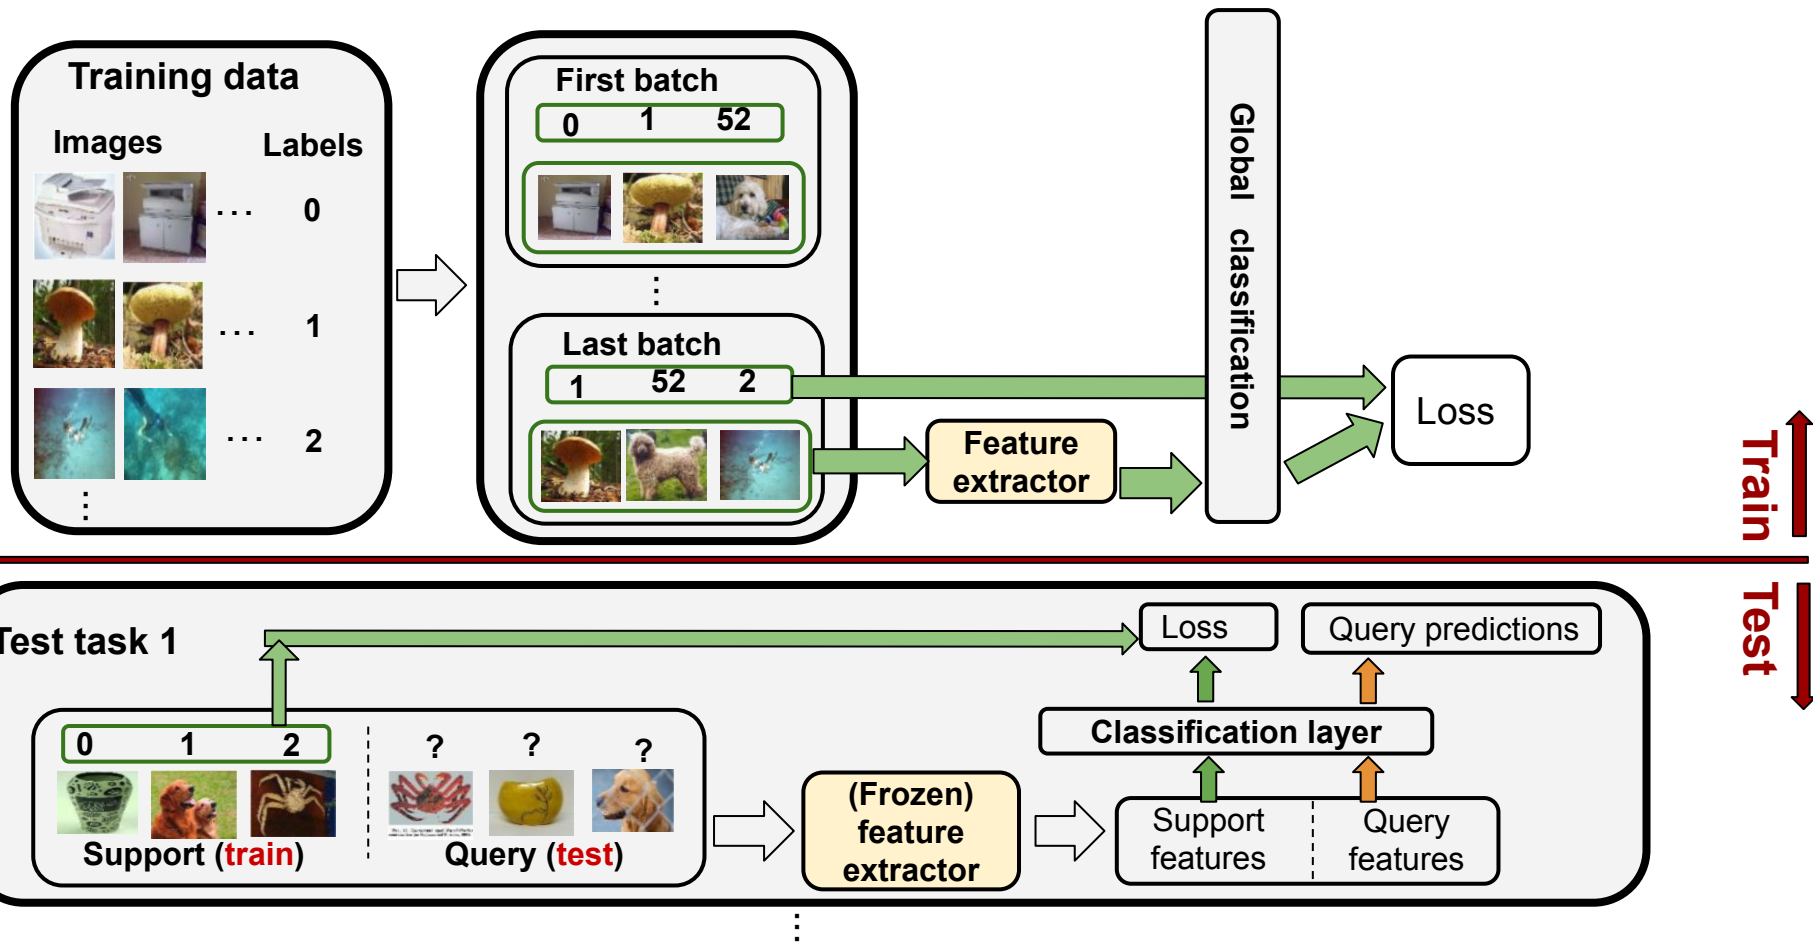 Training data
Images
Labels
... 0
... 1
... 2
⋮
First batch
0 1 52
⋮
Last batch
1 52 2
Feature
extractor
Global classification
Loss
Train
Test
Test task 1
0 1 2
? ? ?
Support (train)
Query (test)
(Frozen)
feature
extractor
Loss
Query predictions
Classification layer
Support
features
Query
features
⋮